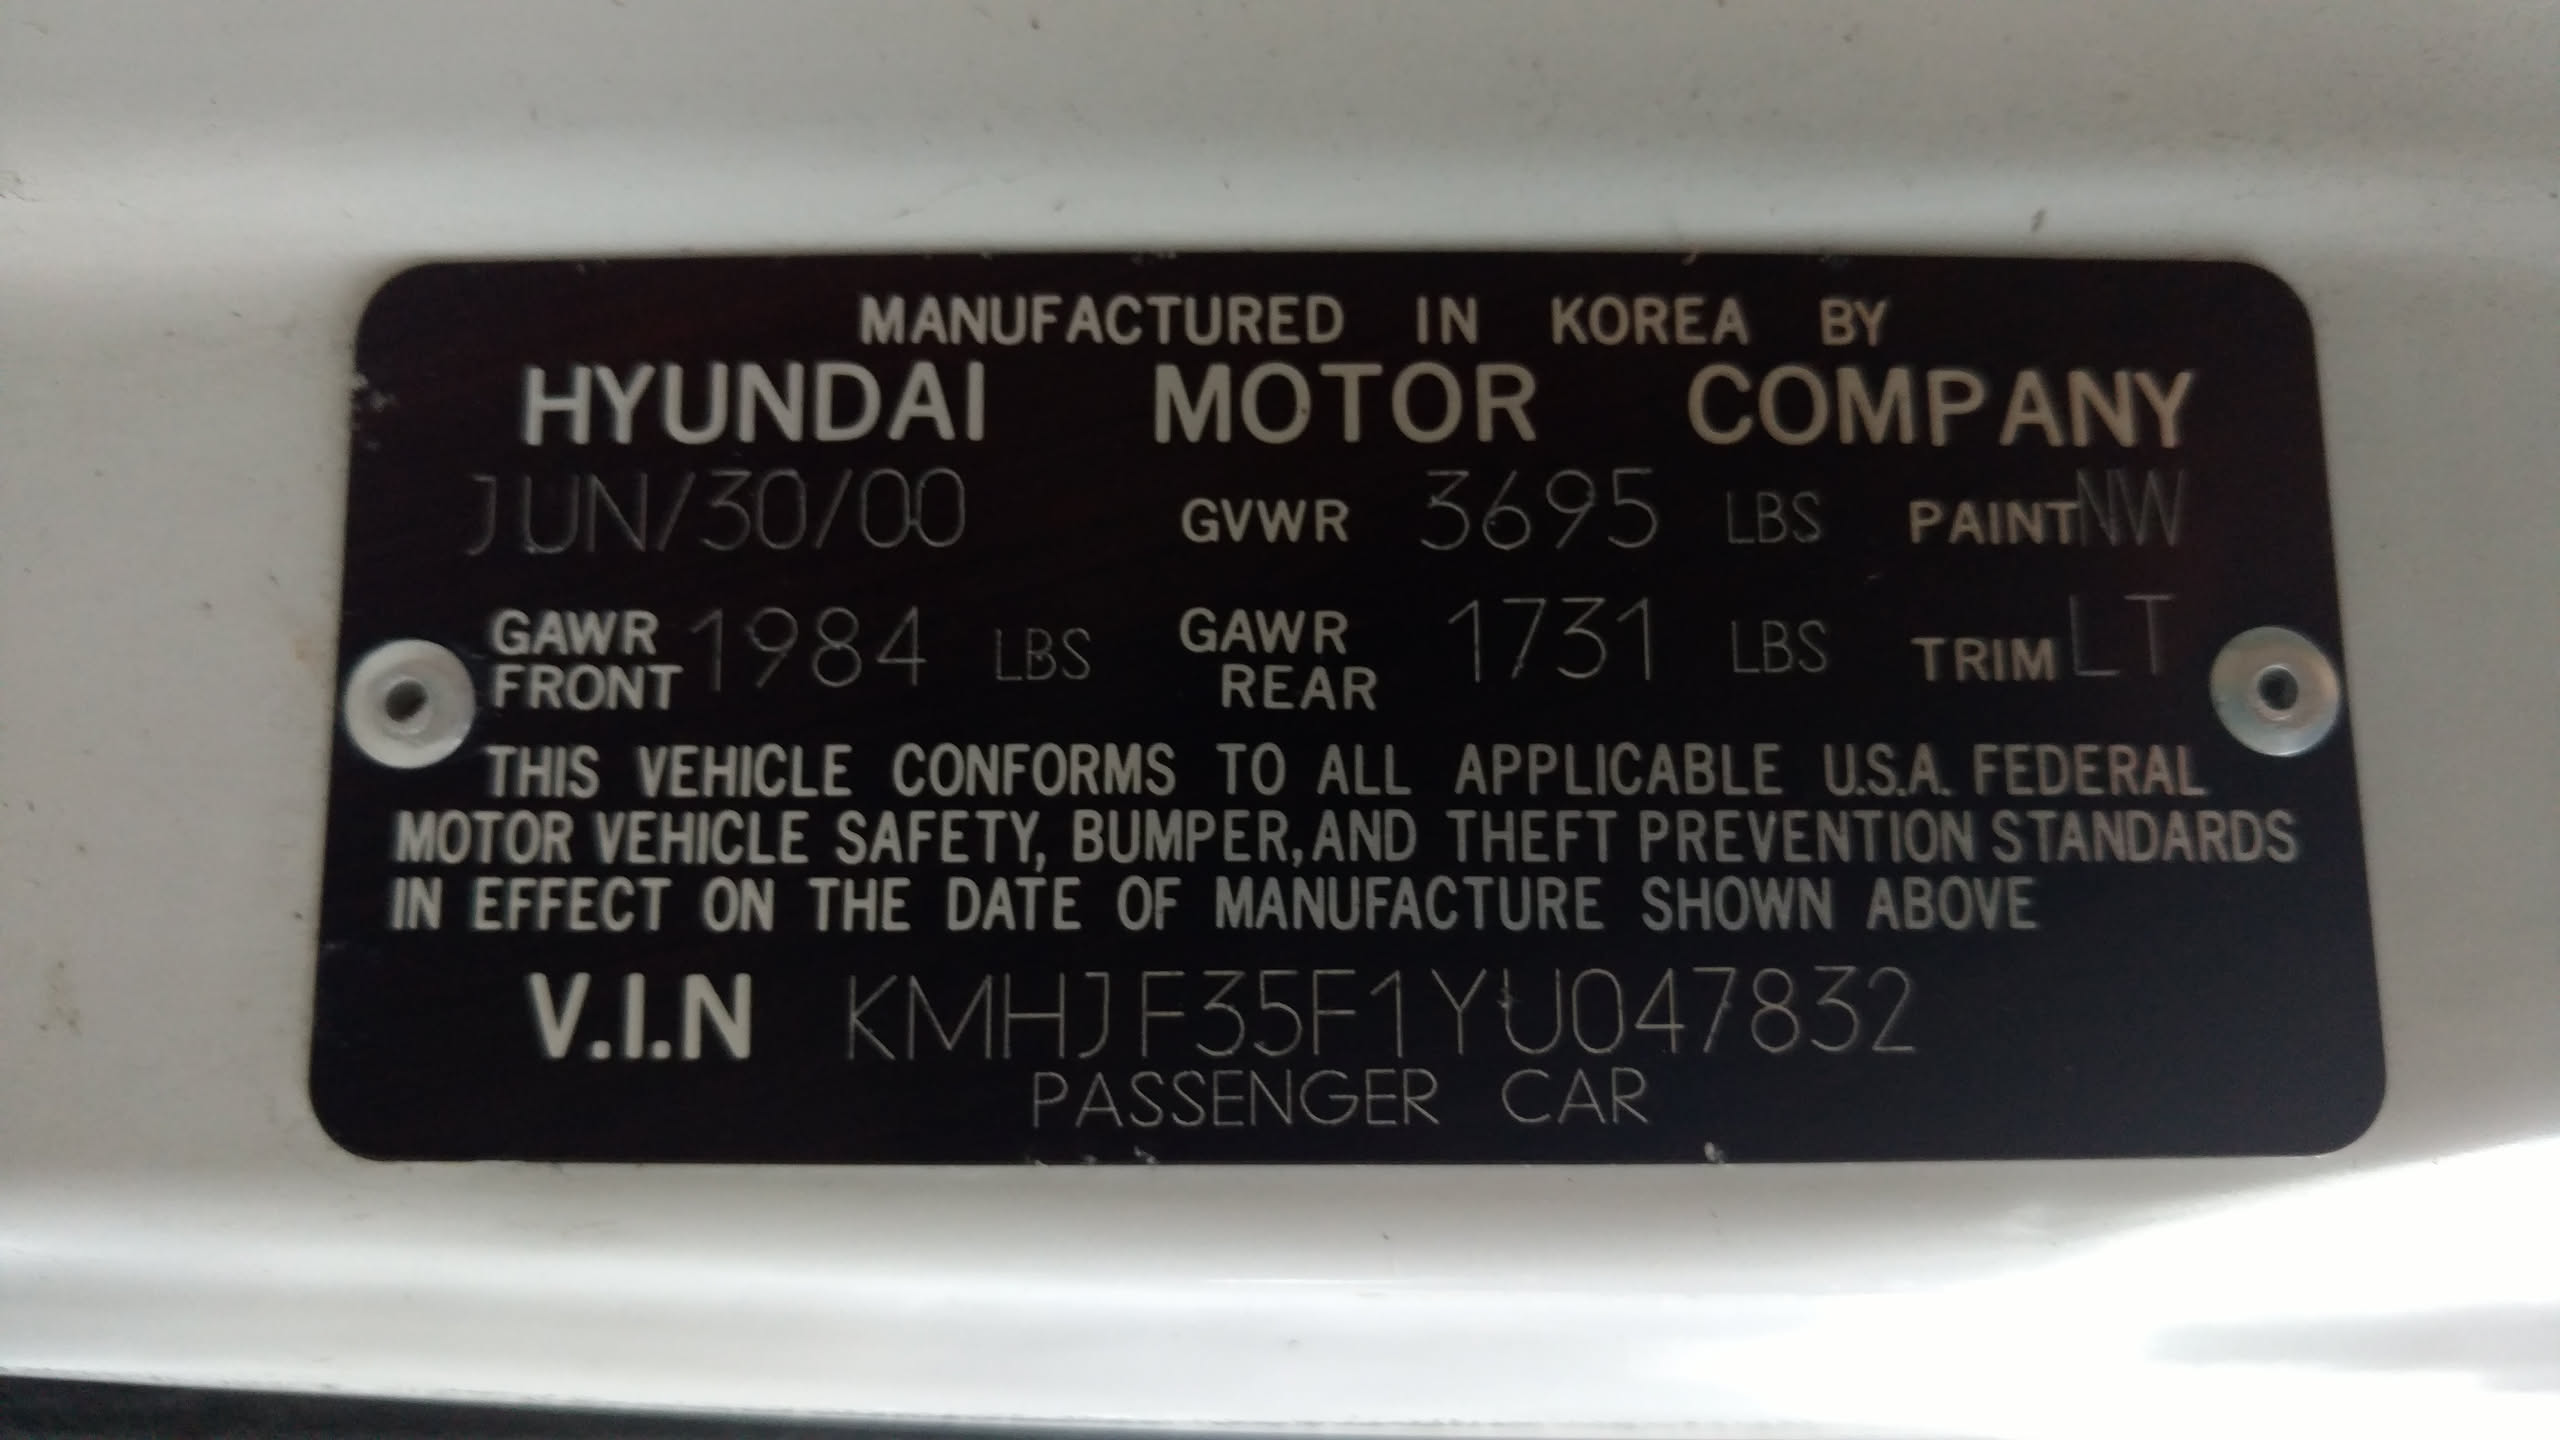 MANUFACTURED IN KOREA BY
HYUNDAI MOTOR COMPANY
JUN/30/00 GVWR 3695 LBS PAINT NW
GAWR FRONT 1984 LBS GAWR REAR 1731 LBS TRIM LT
THIS VEHICLE CONFORMS TO ALL APPLICABLE U.S.A. FEDERAL
MOTOR VEHICLE SAFETY, BUMPER, AND THEFT PREVENTION STANDARDS
IN EFFECT ON THE DATE OF MANUFACTURE SHOWN ABOVE
V.I.N KMHJF35F1YU047832
PASSENGER CAR